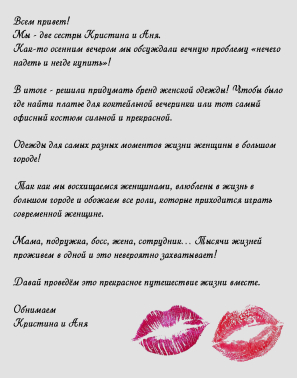 Всем привет!
Мы - две сестры Кристина и Аня.
Как-то осенним вечером мы обсуждали вечную проблему «нечего
надеть и негде купить»!
В итоге - решили придумать бренд женской одежды! Чтобы было
где найти платье для коктейльной вечеринки или тот самый
офисный костюм сильной и прекрасной.
Одежды для самых разных моментов жизни женщины в большом
городе!
Так как мы восхищаемся женщинами, влюблены в жизнь в
большом городе и обожаем все роли, которые приходится играть
современной женщине.
Мама, подружка, босс, жена, сотрудник... Тысячи жизней
проживем в одной и это невероятно захватывает!
Давай проведём это прекрасное путешествие жизни вместе.
Обнимаем
Кристина и Аня